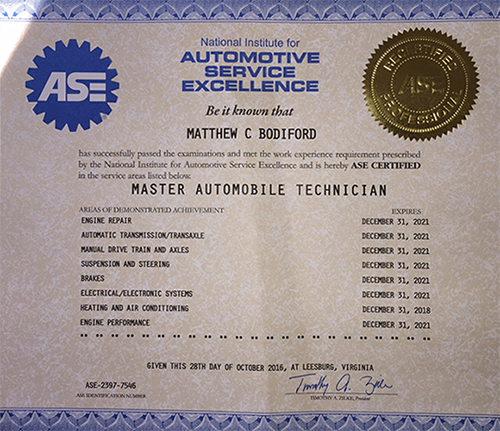 ASE
National Institute for
AUTOMOTIVE
SERVICE
EXCELLENCE
NE CERTIFIED
ASE
PROFESSIONAL
Be it known that
MATTHEW C BODIFORD
has successfully passed the examinations and met the work experience requirement prescribed
by the National Institute for Automotive Service Excellence and is hereby ASE CERTIFIED
in the service areas listed below.
MASTER AUTOMOBILE TECHNICIAN
AREAS OF DEMONSTRATED ACHIEVEMENT EXPIRES
ENGINE REPAIR DECEMBER 31, 2021
AUTOMATIC TRANSMISSION/TRANSAXLE DECEMBER 31, 2021
MANUAL DRIVE TRAIN AND AXLES DECEMBER 31, 2021
SUSPENSION AND STEERING DECEMBER 31, 2021
BRAKES DECEMBER 31, 2021
ELECTRICAL/ELECTRONIC SYSTEMS DECEMBER 31, 2021
HEATING AND AIR CONDITIONING DECEMBER 31, 2018
ENGINE PERFORMANCE DECEMBER 31, 2021
** ** ** ** ** ** ** ** ** ** ** ** ** ** ** ** ** ** ** **
GIVEN THIS 28TH DAY OF OCTOBER 2016, AT LEESBURG, VIRGINIA
ASE-2397-7546
Timothy A. Zilke
ASE IDENTIFICATION NUMBER
TIMOTHY A. ZILKE, President